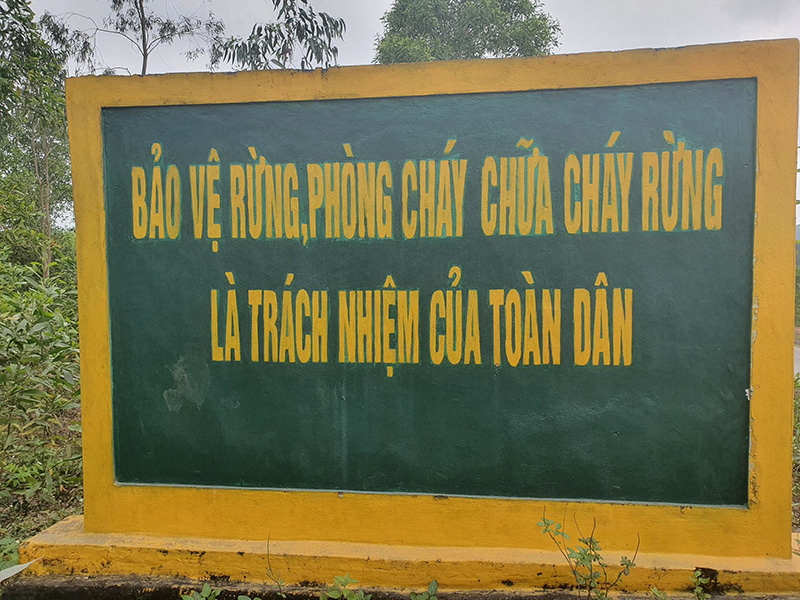 BẢO VỆ RỪNG, PHÒNG CHÁY CHỮA CHÁY RỪNG
LÀ TRÁCH NHIỆM CỦA TOÀN DÂN